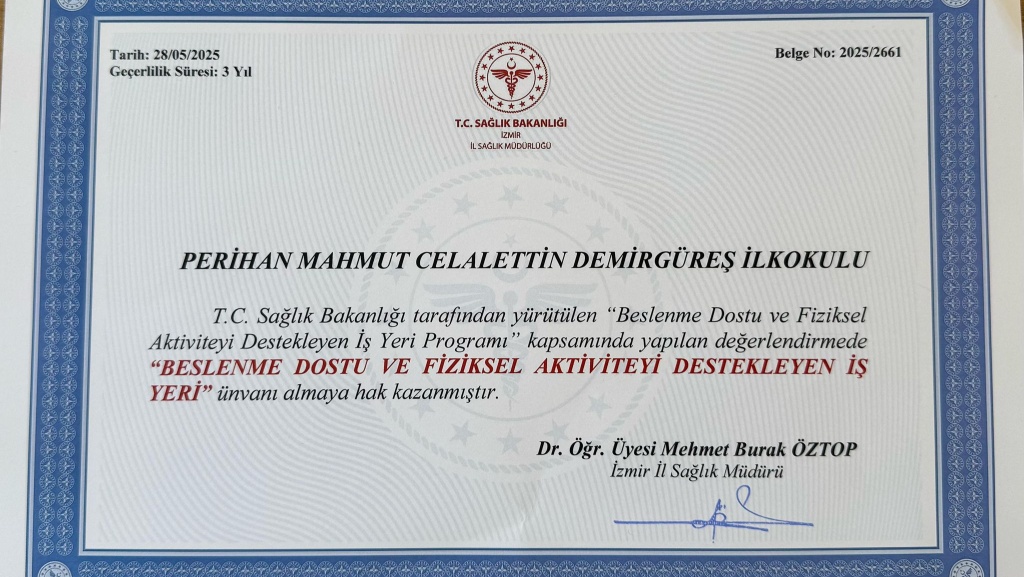 Tarih: 28/05/2025
Geçerlilik Süresi: 3 Yıl
Belge No: 2025/2661
T.C. SAĞLIK BAKANLIĞI
İZMİR
İL SAĞLIK MÜDÜRLÜĞÜ
PERİHAN MAHMUT CELALETTİN DEMİRGÜREŞ İLKOKULU
T.C. Sağlık Bakanlığı tarafından yürütülen “Beslenme Dostu ve Fiziksel
Aktiviteyi Destekleyen İş Yeri Programı” kapsamında yapılan değerlendirmede
“BESLENME DOSTU VE FİZİKSEL AKTİVİTEYİ DESTEKLEYEN İŞ
YERİ” ünvanı almaya hak kazanmıştır.
Dr. Öğr. Üyesi Mehmet Burak ÖZTOP
İzmir İl Sağlık Müdürü